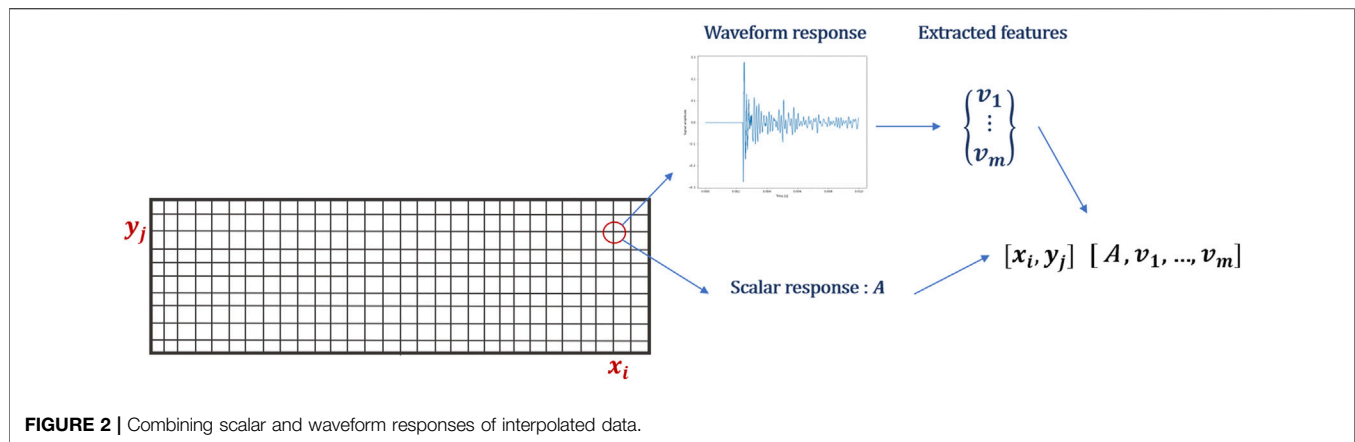 Waveform response
Extracted features
v1
⋮
vm
yj
xi
Scalar response : A
[xi, yj] [ A, v1, ..., vm]
FIGURE 2 | Combining scalar and waveform responses of interpolated data.